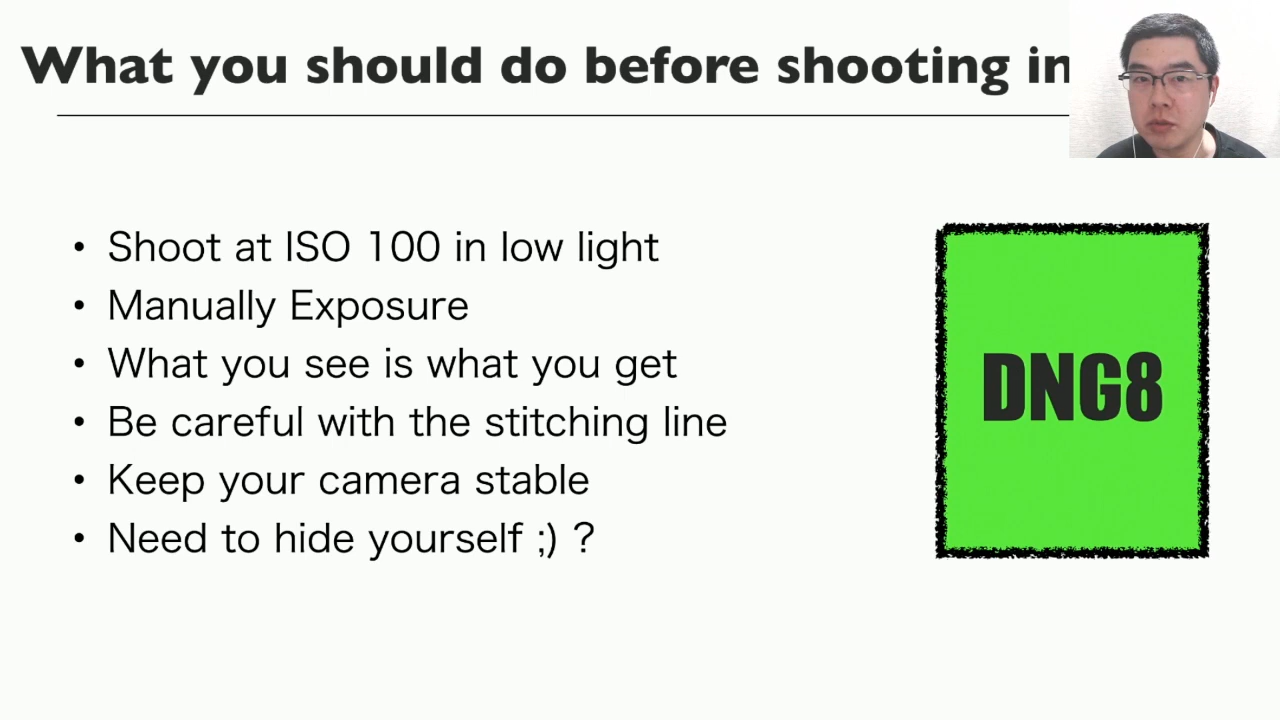 What you should do before shooting in
• Shoot at ISO 100 in low light
• Manually Exposure
• What you see is what you get
• Be careful with the stitching line
• Keep your camera stable
• Need to hide yourself ;) ?
DNG8